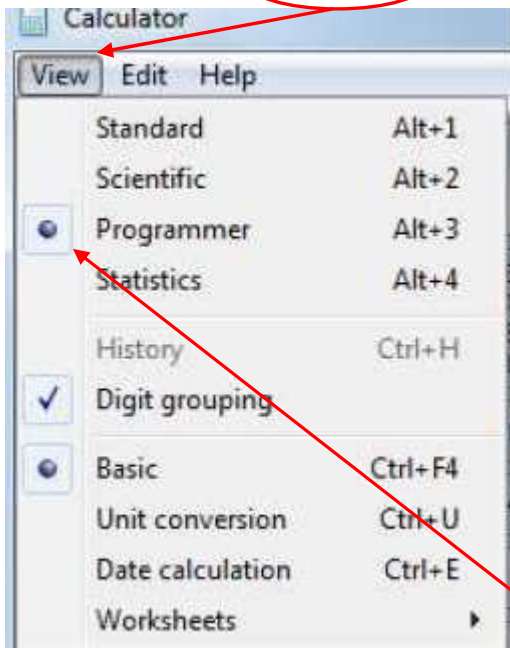 Calculator
View Edit Help
Standard Alt+1
Scientific Alt+2
Programmer Alt+3
Statistics Alt+4
History Ctrl+H
Digit grouping
Basic Ctrl+F4
Unit conversion Ctrl+U
Date calculation Ctrl+E
Worksheets